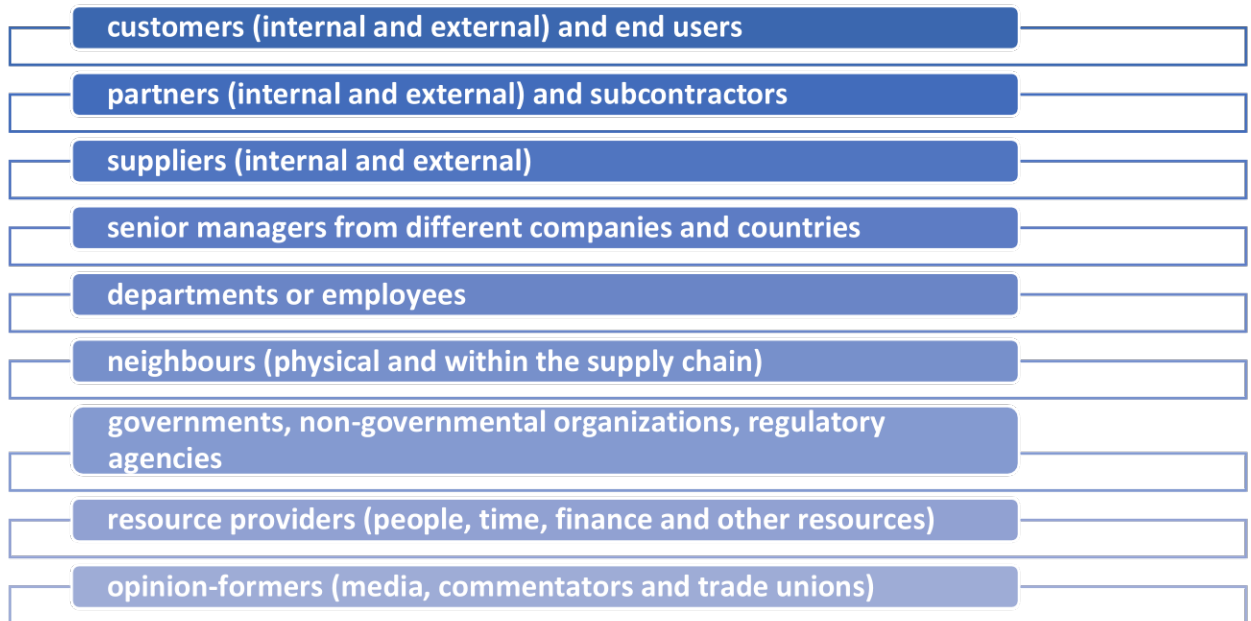 customers (internal and external) and end users
partners (internal and external) and subcontractors
suppliers (internal and external)
senior managers from different companies and countries
departments or employees
neighbours (physical and within the supply chain)
governments, non-governmental organizations, regulatory
agencies
resource providers (people, time, finance and other resources)
opinion-formers (media, commentators and trade unions)